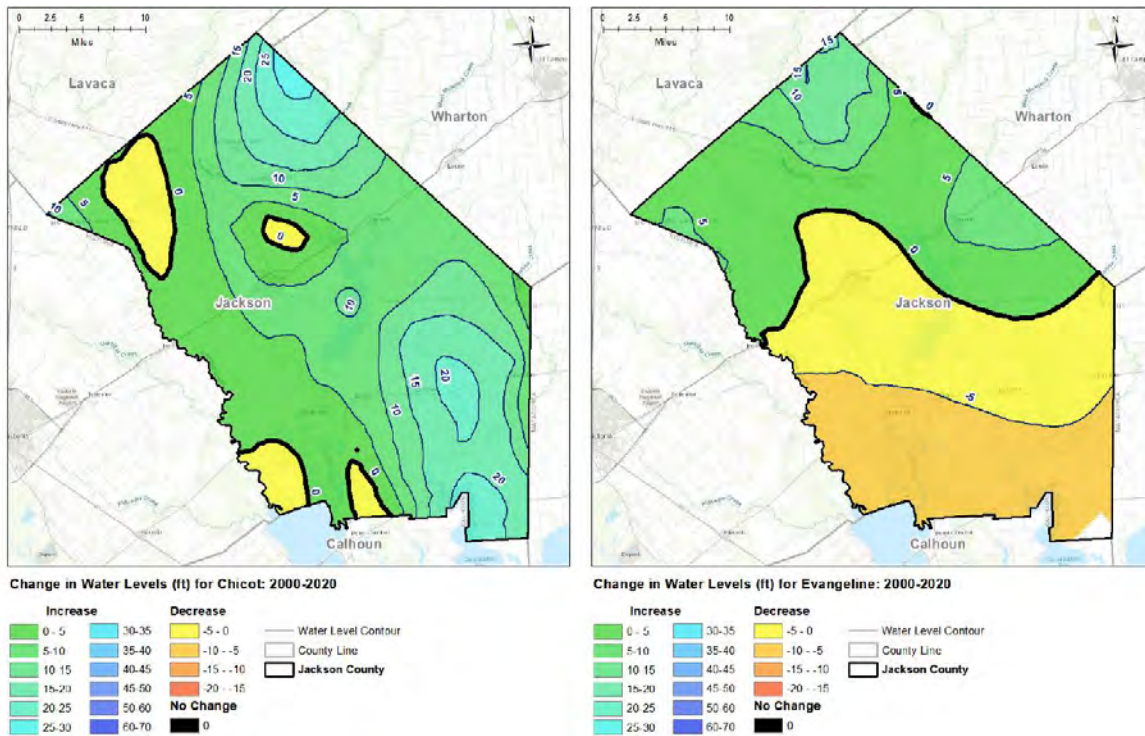 0 2.5 5 10
Miles
N
Lavaca
Wharton
15
20
25
5
10
5
0
10
5
0
Jackson
10
20
15
10
20
0
0
Calhoun
Change in Water Levels (ft) for Chicot: 2000-2020
Increase Decrease
0 - 5 30-35 -5 - 0 Water Level Contour
5-10 35-40 -10 - -5 County Line
10-15 40-45 -15 - -10 Jackson County
15-20 45-50 -20 - -15
20-25 50-60 No Change
25-30 60-70 0
0 2.5 5 10
Miles
N
Lavaca
Wharton
15
15
10
5
0
5
5
0
Jackson
-5
Calhoun
Change in Water Levels (ft) for Evangeline: 2000-2020
Increase Decrease
0 - 5 30-35 -5 - 0 Water Level Contour
5-10 35-40 -10 - -5 County Line
10-15 40-45 -15 - -10 Jackson County
15-20 45-50 -20 - -15
20-25 50-60 No Change
25-30 60-70 0